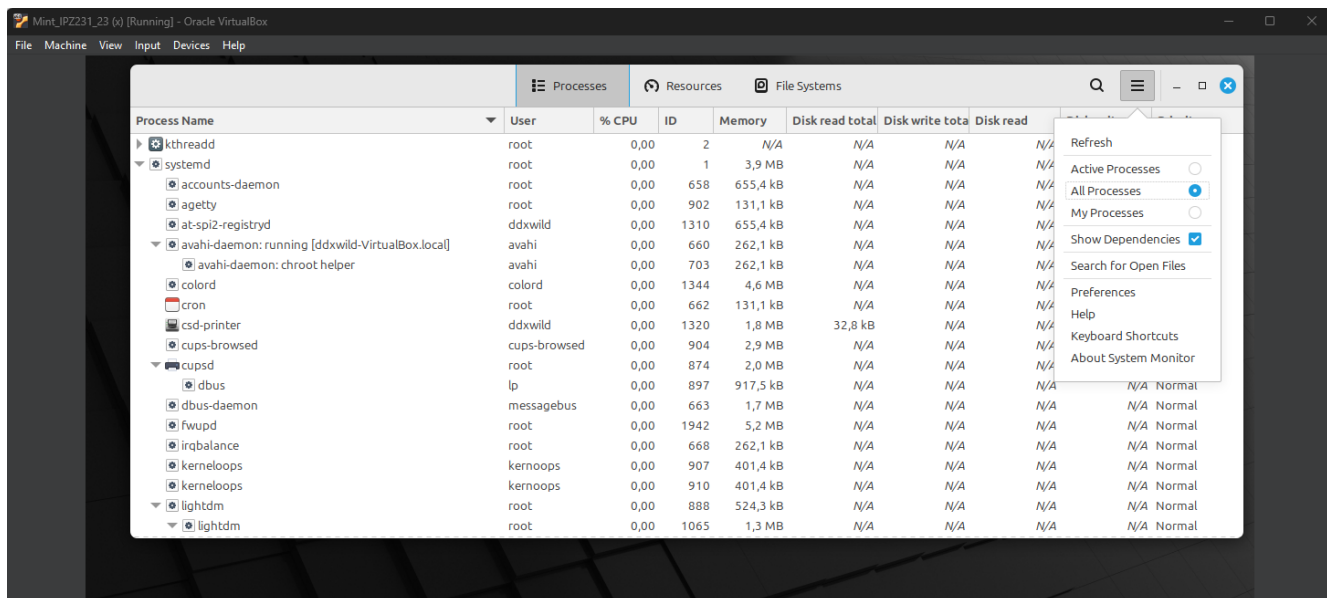 Mint_IPZ231_23 (x) [Running] - Oracle VirtualBox
File Machine View Input Devices Help
Processes Resources File Systems
Process Name User % CPU ID Memory Disk read total Disk write tota Disk read
kthreadd root 0,00 2 N/A N/A N/A N/A
systemd root 0,00 1 3,9 MB N/A N/A N/A
accounts-daemon root 0,00 658 655,4 kB N/A N/A N/A
agetty root 0,00 902 131,1 kB N/A N/A N/A
at-spi2-registryd ddxwild 0,00 1310 655,4 kB N/A N/A N/A
avahi-daemon: running [ddxwild-VirtualBox.local] avahi 0,00 660 262,1 kB N/A N/A N/A
avahi-daemon: chroot helper avahi 0,00 703 262,1 kB N/A N/A N/A
colord colord 0,00 1344 4,6 MB N/A N/A N/A
cron root 0,00 662 131,1 kB N/A N/A N/A
csd-printer ddxwild 0,00 1320 1,8 MB 32,8 kB N/A N/A
cups-browsed cups-browsed 0,00 904 2,9 MB N/A N/A N/A
cupsd root 0,00 874 2,0 MB N/A N/A N/A
dbus lp 0,00 897 917,5 kB N/A N/A N/A N/A Normal
dbus-daemon messagebus 0,00 663 1,7 MB N/A N/A N/A N/A Normal
fwupd root 0,00 1942 5,2 MB N/A N/A N/A N/A Normal
irqbalance root 0,00 668 262,1 kB N/A N/A N/A N/A Normal
kerneloops kernoops 0,00 907 401,4 kB N/A N/A N/A N/A Normal
kerneloops kernoops 0,00 910 401,4 kB N/A N/A N/A N/A Normal
lightdm root 0,00 888 524,3 kB N/A N/A N/A N/A Normal
lightdm root 0,00 1065 1,3 MB N/A N/A N/A N/A Normal
Refresh
Active Processes
All Processes
My Processes
Show Dependencies
Search for Open Files
Preferences
Help
Keyboard Shortcuts
About System Monitor